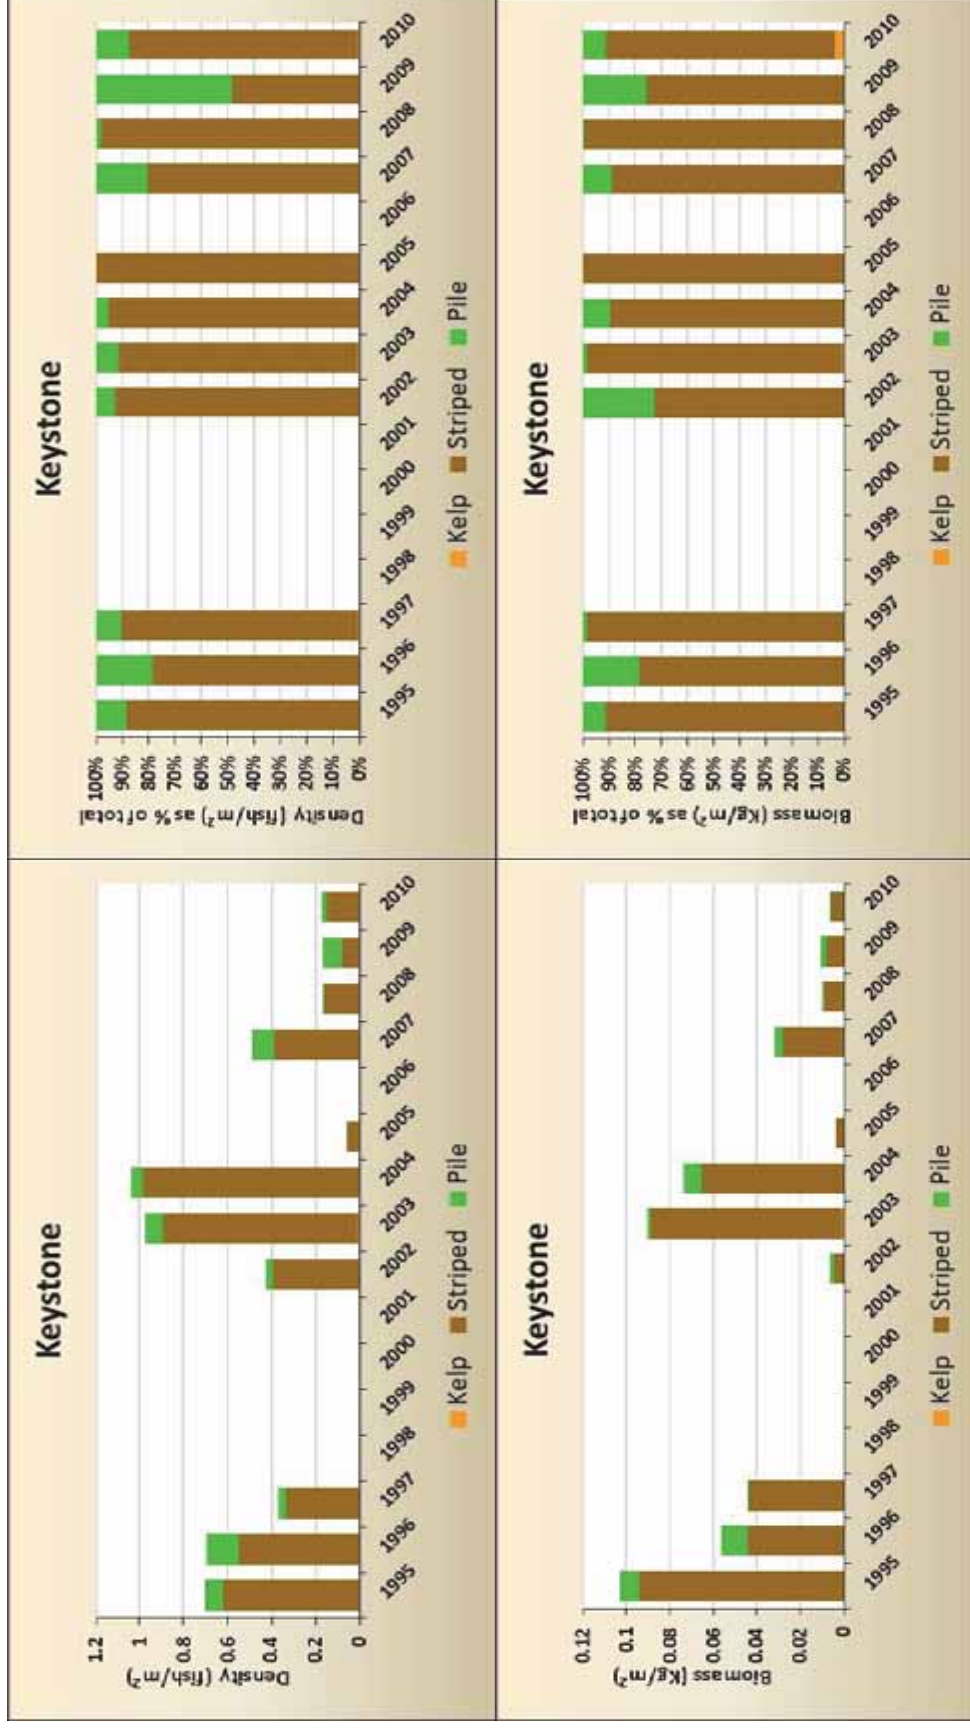 Keystone
Density (fish/m²)
1.2
1
0.8
0.6
0.4
0.2
0
1995 1996 1997 1998 1999 2000 2001 2002 2003 2004 2005 2006 2007 2008 2009 2010
Kelp Striped Pile
Keystone
Density (fish/m²) as % of total
100%
90%
80%
70%
60%
50%
40%
30%
20%
10%
0%
1995 1996 1997 1998 1999 2000 2001 2002 2003 2004 2005 2006 2007 2008 2009 2010
Kelp Striped Pile
Keystone
Biomass (Kg/m²)
0.12
0.1
0.08
0.06
0.04
0.02
0
1995 1996 1997 1998 1999 2000 2001 2002 2003 2004 2005 2006 2007 2008 2009 2010
Kelp Striped Pile
Keystone
Biomass (Kg/m²) as % of total
100%
90%
80%
70%
60%
50%
40%
30%
20%
10%
0%
1995 1996 1997 1998 1999 2000 2001 2002 2003 2004 2005 2006 2007 2008 2009 2010
Kelp Striped Pile